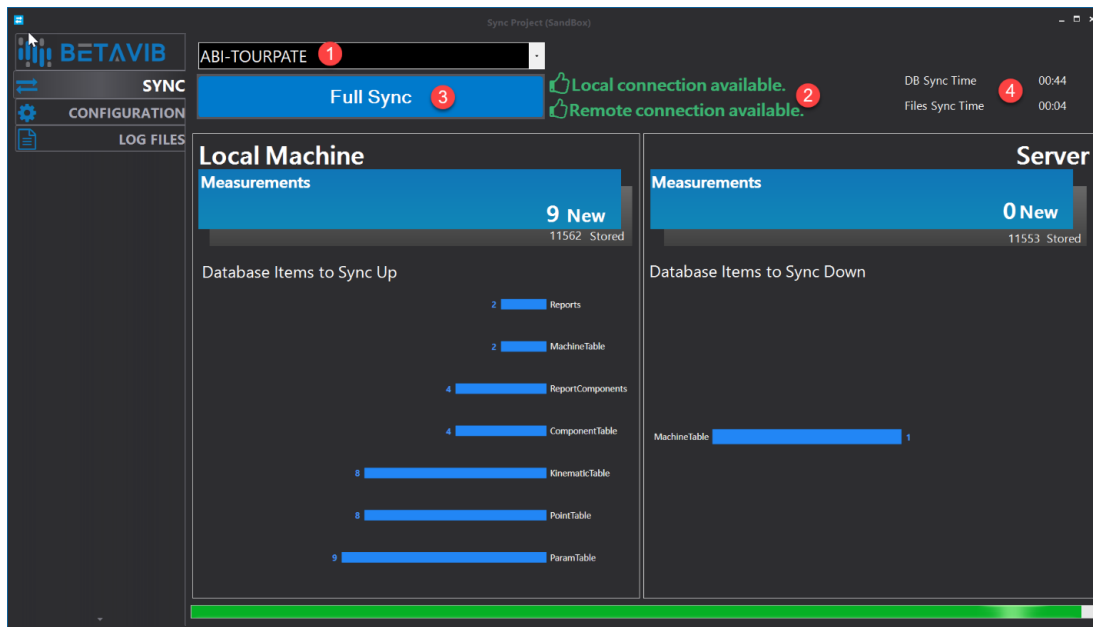 Sync Project (SandBox)
BETAVIB
SYNC
CONFIGURATION
LOG FILES
ABI-TOURPATE 1
Full Sync 3
Local connection available.
Remote connection available.
2
DB Sync Time 00:44
Files Sync Time 00:04
4
Local Machine
Measurements
9 New
11562 Stored
Database Items to Sync Up
2 Reports
2 MachineTable
4 ReportComponents
4 ComponentTable
8 KinematicTable
8 PointTable
9 ParamTable
Server
Measurements
0 New
11553 Stored
Database Items to Sync Down
MachineTable 1